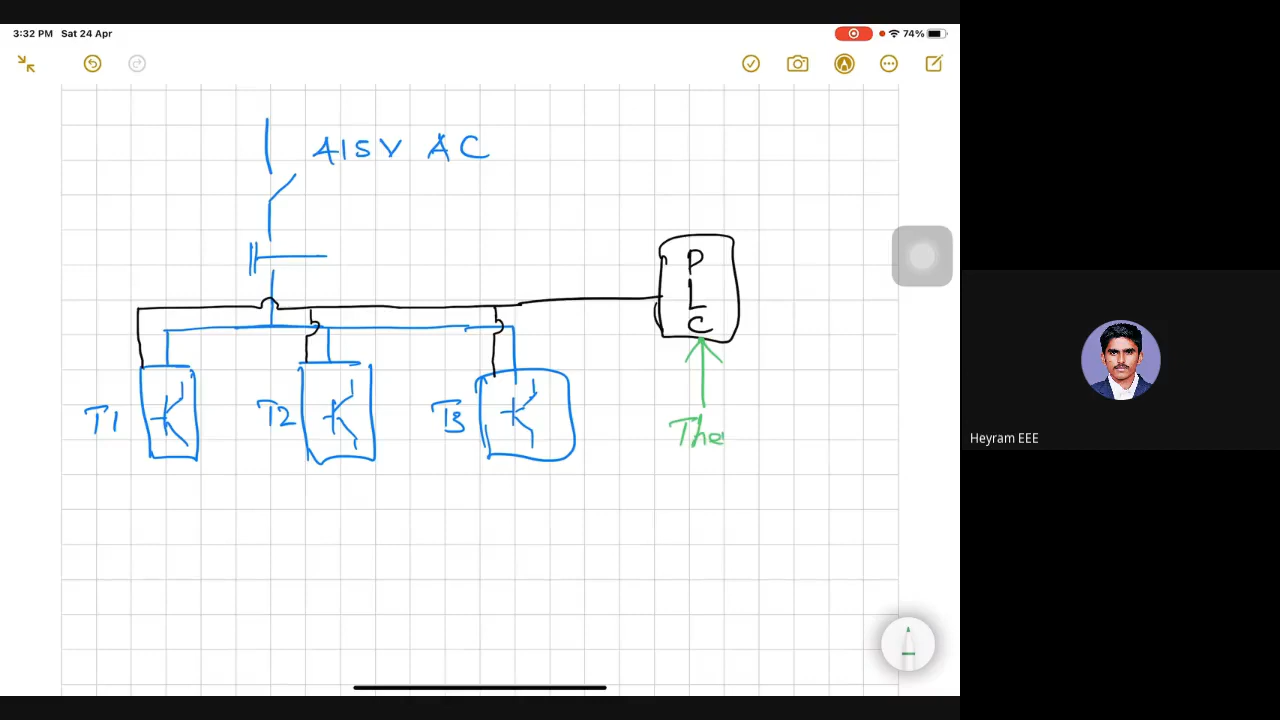 3:32 PM Sat 24 Apr
74%
415V AC
P
L
C
T1
T2
T3
The
Heyram EEE